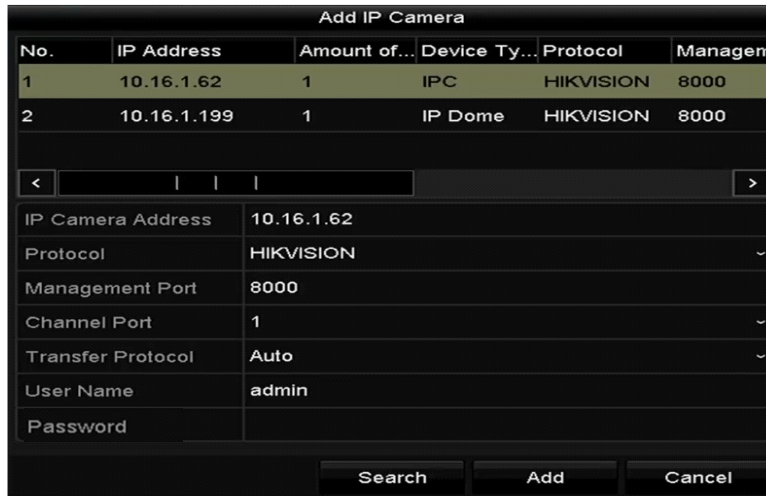 Add IP Camera
No. IP Address Amount of... Device Ty... Protocol Managem
1 10.16.1.62 1 IPC HIKVISION 8000
2 10.16.1.199 1 IP Dome HIKVISION 8000
IP Camera Address 10.16.1.62
Protocol HIKVISION
Management Port 8000
Channel Port 1
Transfer Protocol Auto
User Name admin
Password
Search Add Cancel